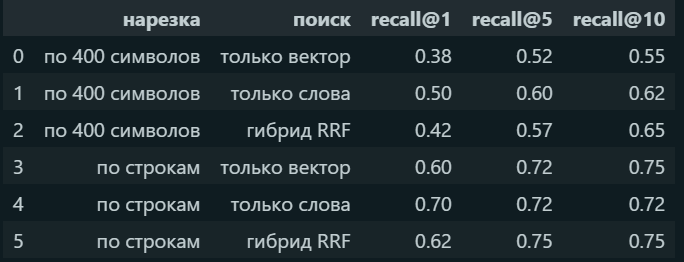 нарезка поиск recall@1 recall@5 recall@10
0 по 400 символов только вектор 0.38 0.52 0.55
1 по 400 символов только слова 0.50 0.60 0.62
2 по 400 символов гибрид RRF 0.42 0.57 0.65
3 по строкам только вектор 0.60 0.72 0.75
4 по строкам только слова 0.70 0.72 0.72
5 по строкам гибрид RRF 0.62 0.75 0.75